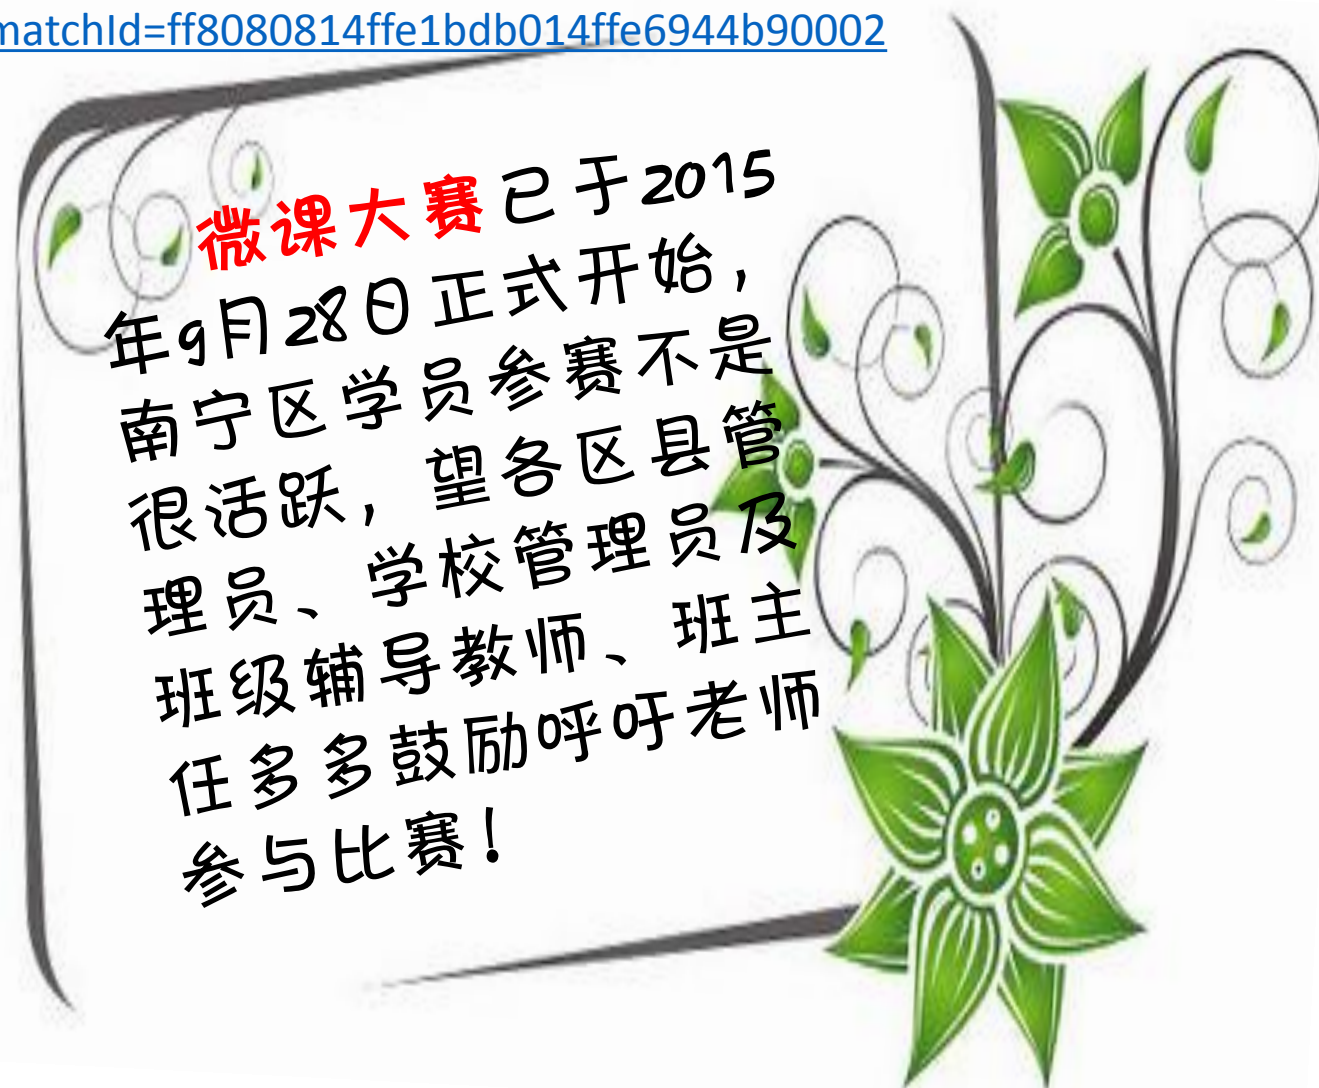 matchId=ff8080814ffe1bdb014ffe6944b90002
微课大赛已于2015
年9月28日正式开始，
南宁区学员参赛不是
很活跃，望各区县管
理员、学校管理员及
班级辅导教师、班主
任多多鼓励呼吁老师
参与比赛！